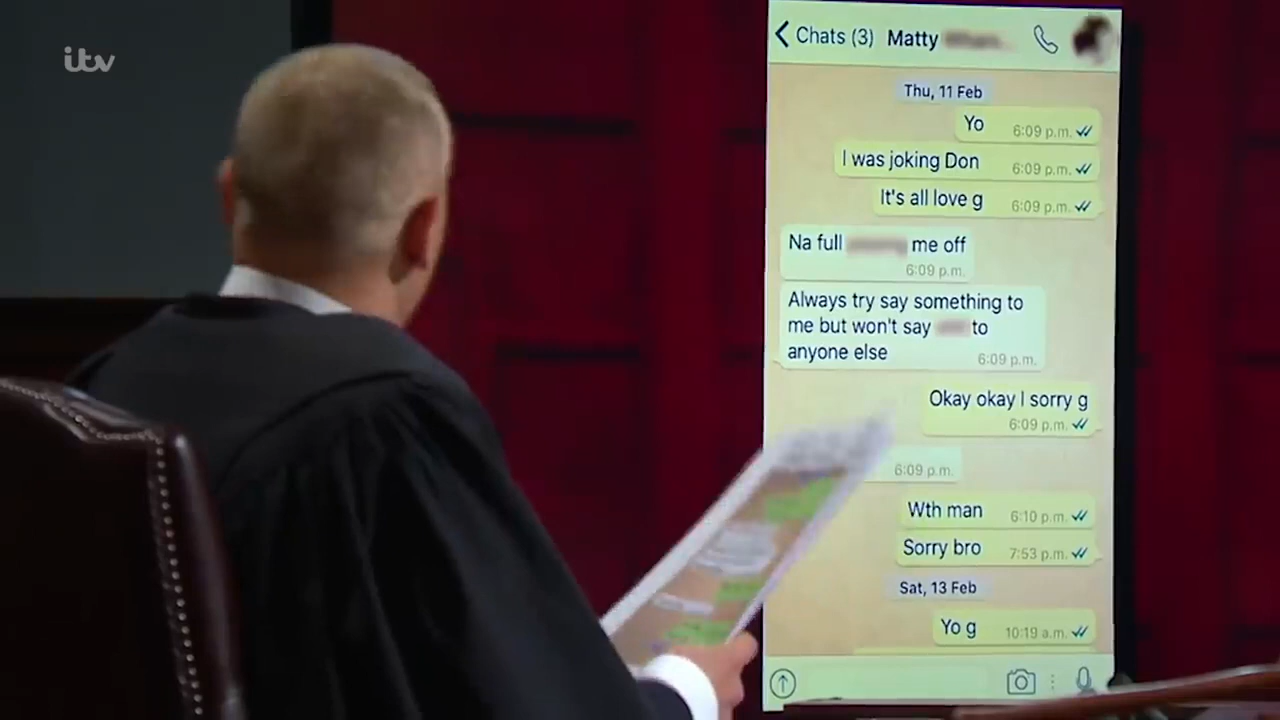 itv
Chats (3) Matty
Thu, 11 Feb
Yo 6:09 p.m.
I was joking Don 6:09 p.m.
It's all love g 6:09 p.m.
Na full me off
6:09 p.m.
Always try say something to
me but won't say to
anyone else 6:09 p.m.
Okay okay I sorry g
6:09 p.m.
6:09 p.m.
Wth man 6:10 p.m.
Sorry bro 7:53 p.m.
Sat, 13 Feb
Yo g 10:19 a.m.